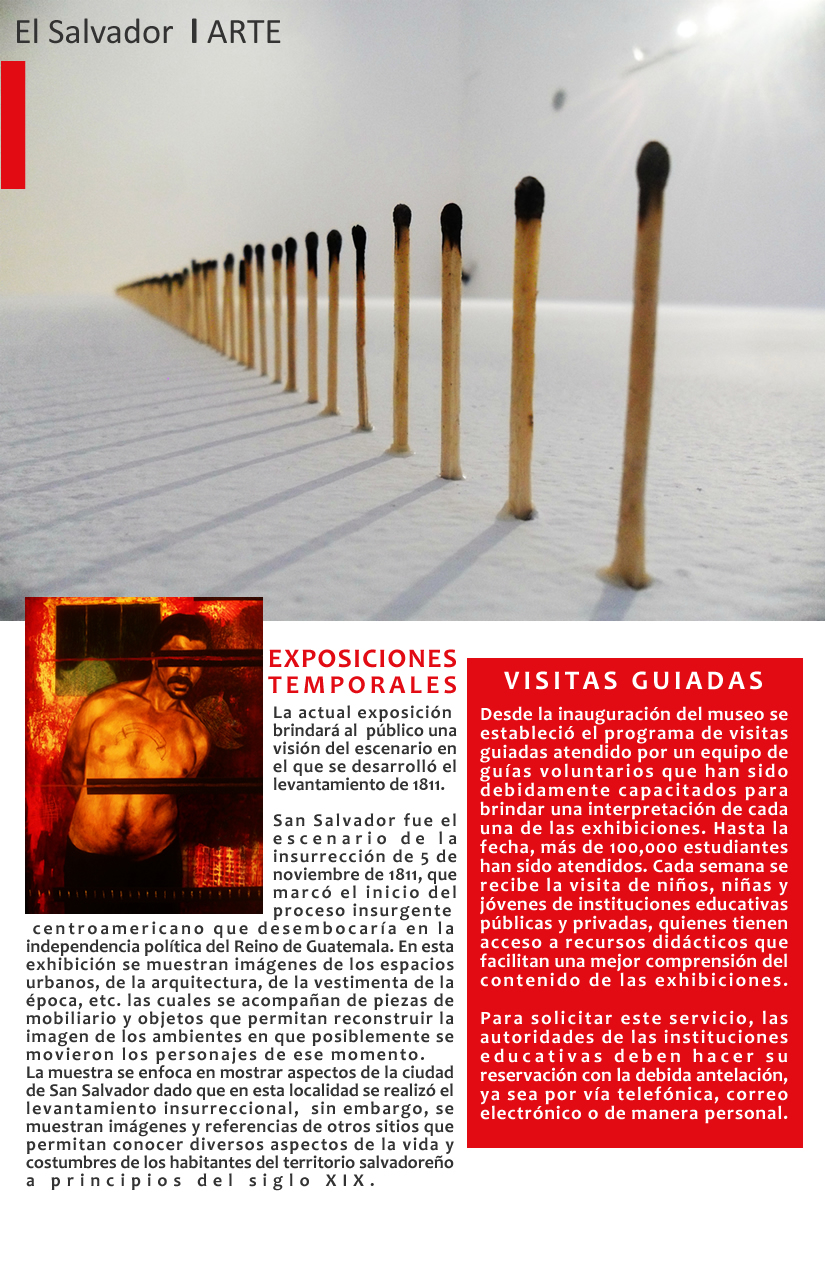 El Salvador | ARTE
EXPOSICIONES
TEMPORALES
La actual exposición
brindará al público una
visión del escenario en
el que se desarrolló el
levantamiento de 1811.
San Salvador fue el
escenario de la
insurrección de 5 de
noviembre de 1811, que
marcó el inicio del
proceso insurgente
centroamericano que desembocaría en la
independencia política del Reino de Guatemala. En esta
exhibición se muestran imágenes de los espacios
urbanos, de la arquitectura, de la vestimenta de la
época, etc. las cuales se acompañan de piezas de
mobiliario y objetos que permitan reconstruir la
imagen de los ambientes en que posiblemente se
movieron los personajes de ese momento.
La muestra se enfoca en mostrar aspectos de la ciudad
de San Salvador dado que en esta localidad se realizó el
levantamiento insurreccional, sin embargo, se
muestran imágenes y referencias de otros sitios que
permitan conocer diversos aspectos de la vida y
costumbres de los habitantes del territorio salvadoreño
a principios del siglo XIX.
VISITAS GUIADAS
Desde la inauguración del museo se
estableció el programa de visitas
guiadas atendido por un equipo de
guías voluntarios que han sido
debidamente capacitados para
brindar una interpretación de cada
una de las exhibiciones. Hasta la
fecha, más de 100,000 estudiantes
han sido atendidos. Cada semana se
recibe la visita de niños, niñas y
jóvenes de instituciones educativas
públicas y privadas, quienes tienen
acceso a recursos didácticos que
facilitan una mejor comprensión del
contenido de las exhibiciones.
Para solicitar este servicio, las
autoridades de las instituciones
educativas deben hacer su
reservación con la debida antelación,
ya sea por vía telefónica, correo
electrónico o de manera personal.